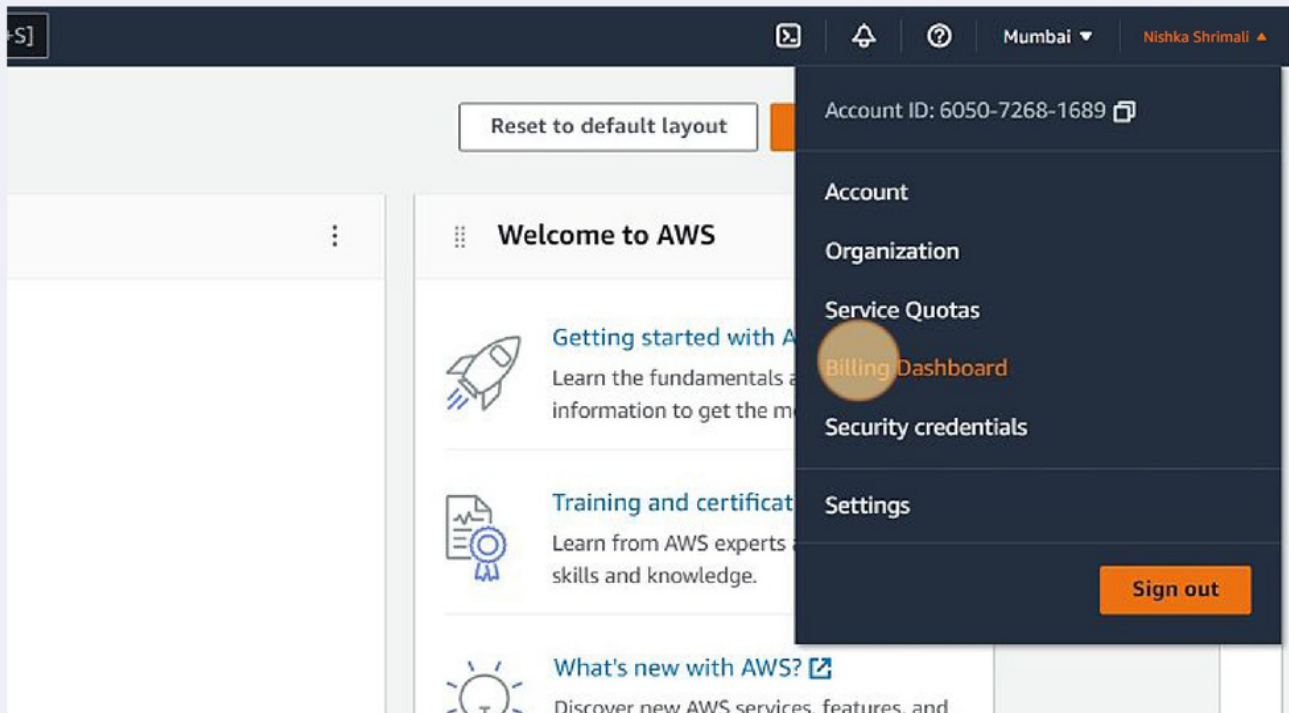 +S]
Mumbai
Nishka Shrimali
Account ID: 6050-7268-1689
Reset to default layout
Account
Organization
Service Quotas
Billing Dashboard
Security credentials
Settings
Sign out
Welcome to AWS
Getting started with A
Learn the fundamentals a
information to get the m
Training and certificat
Learn from AWS experts
skills and knowledge.
What's new with AWS?
Discover new AWS services, features, and